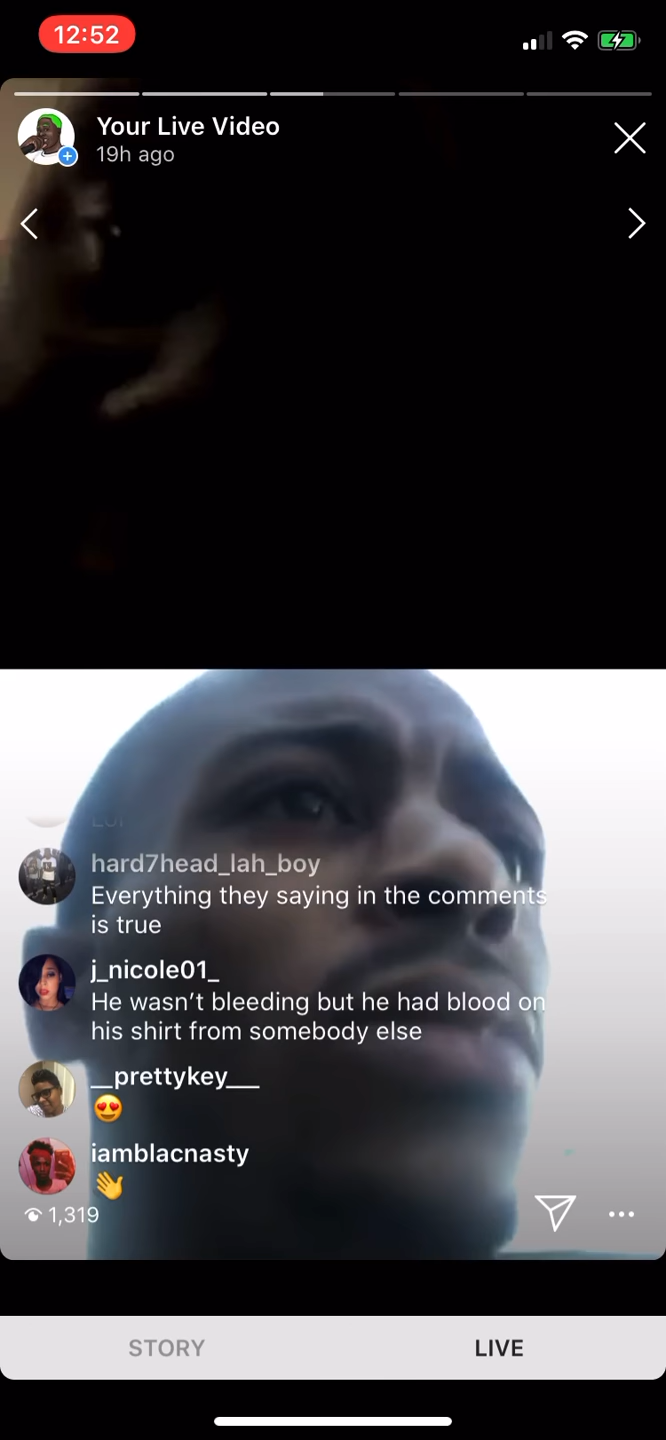 12:52
Your Live Video
19h ago
hard7head_lah_boy
Everything they saying in the comments
is true
j_nicole01_
He wasn't bleeding but he had blood on
his shirt from somebody else
__prettykey___
😍
iamblacnasty
👋
1,319
STORY
LIVE